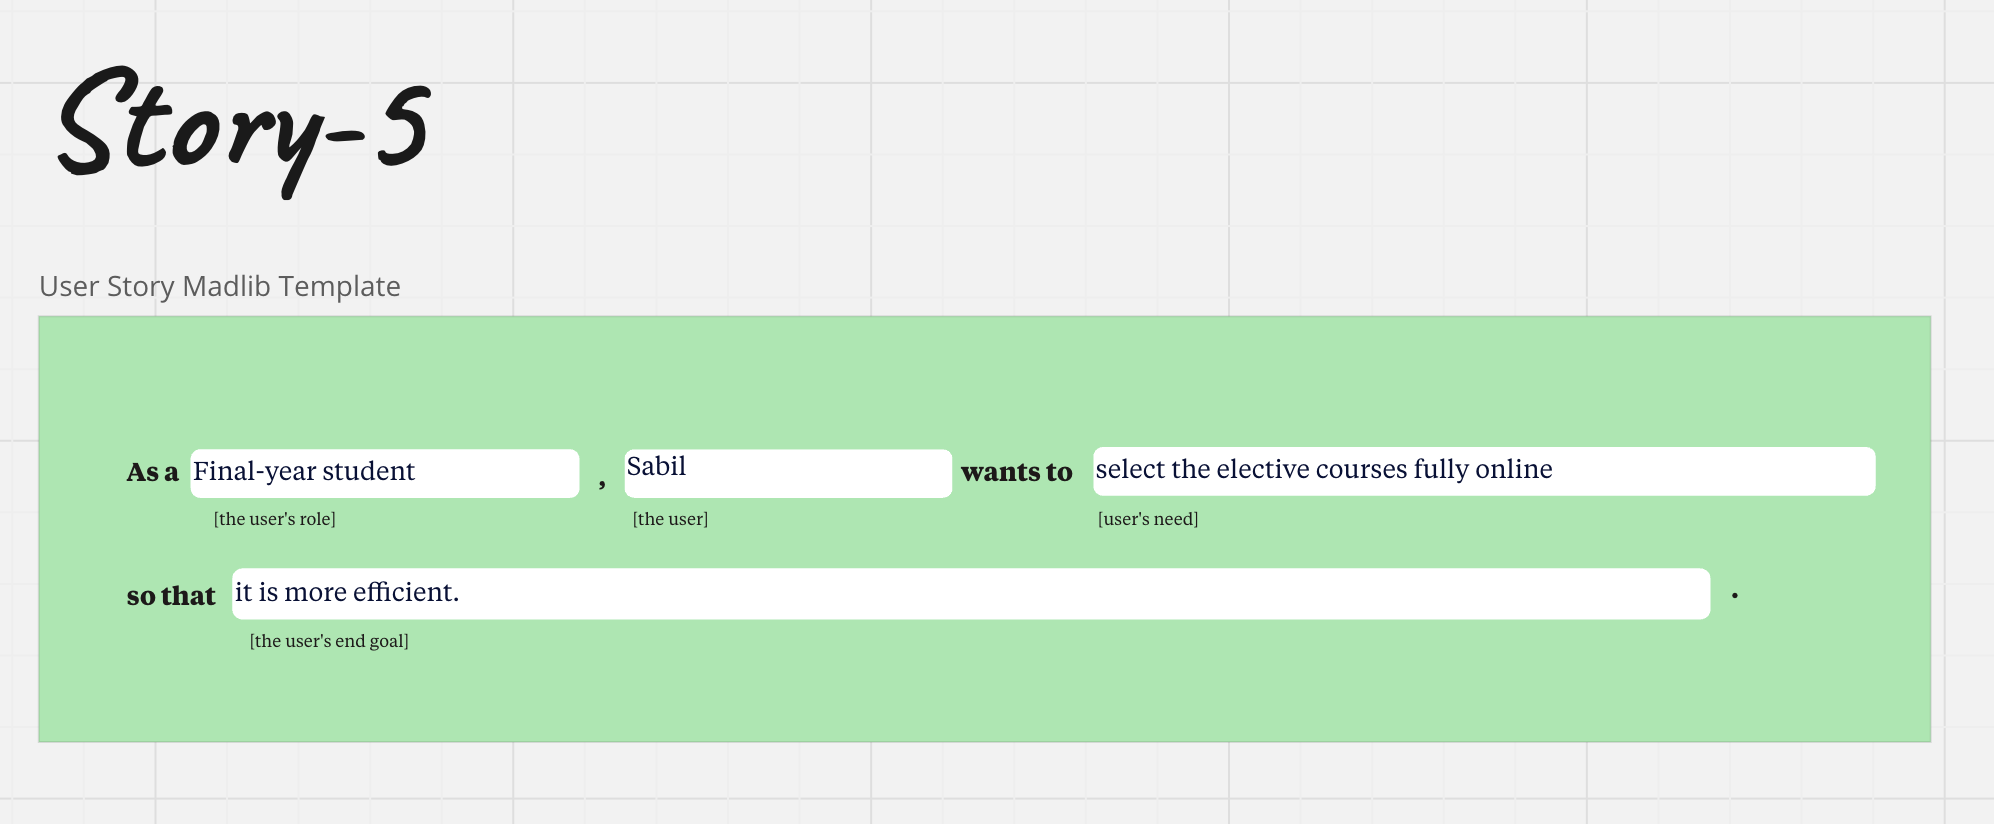 Story-5
User Story Madlib Template
As a Final-year student , Sabil wants to select the elective courses fully online
[the user's role] [the user] [user's need]
so that it is more efficient. .
[the user's end goal]